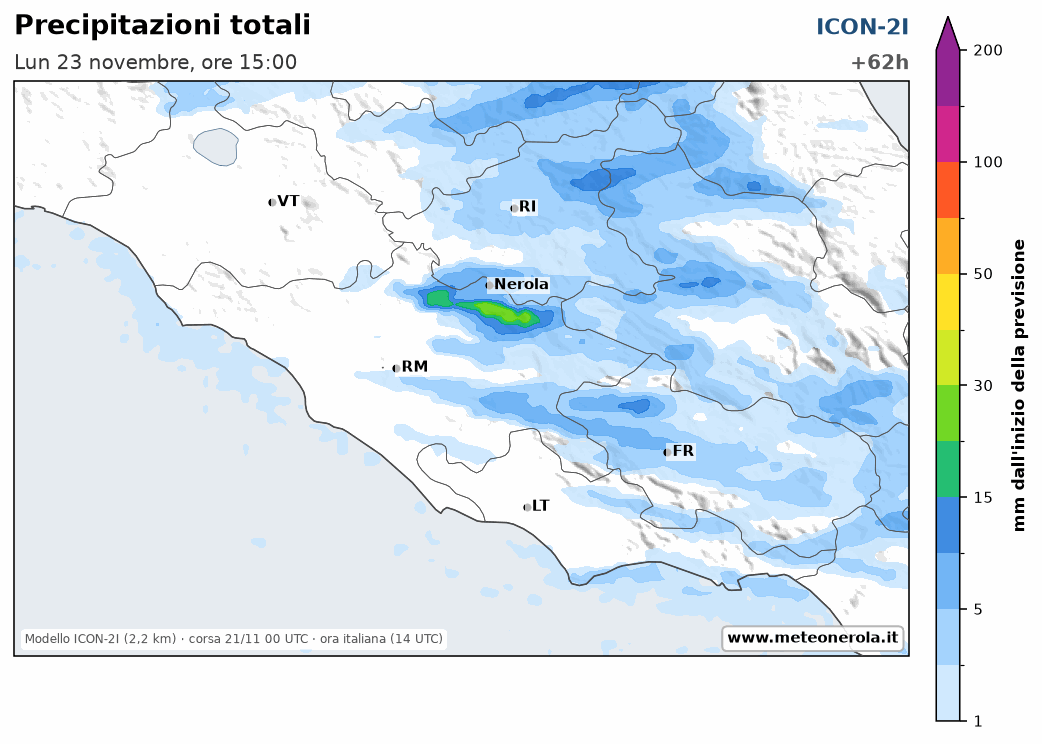 Precipitazioni totali
ICON-2I
Lun 23 novembre, ore 15:00
+62h
200
100
50
30
15
5
1
mm dall'inizio della previsione
VT
RI
Nerola
RM
FR
LT
Modello ICON-2I (2,2 km) · corsa 21/11 00 UTC · ora italiana (14 UTC)
www.meteonerola.it